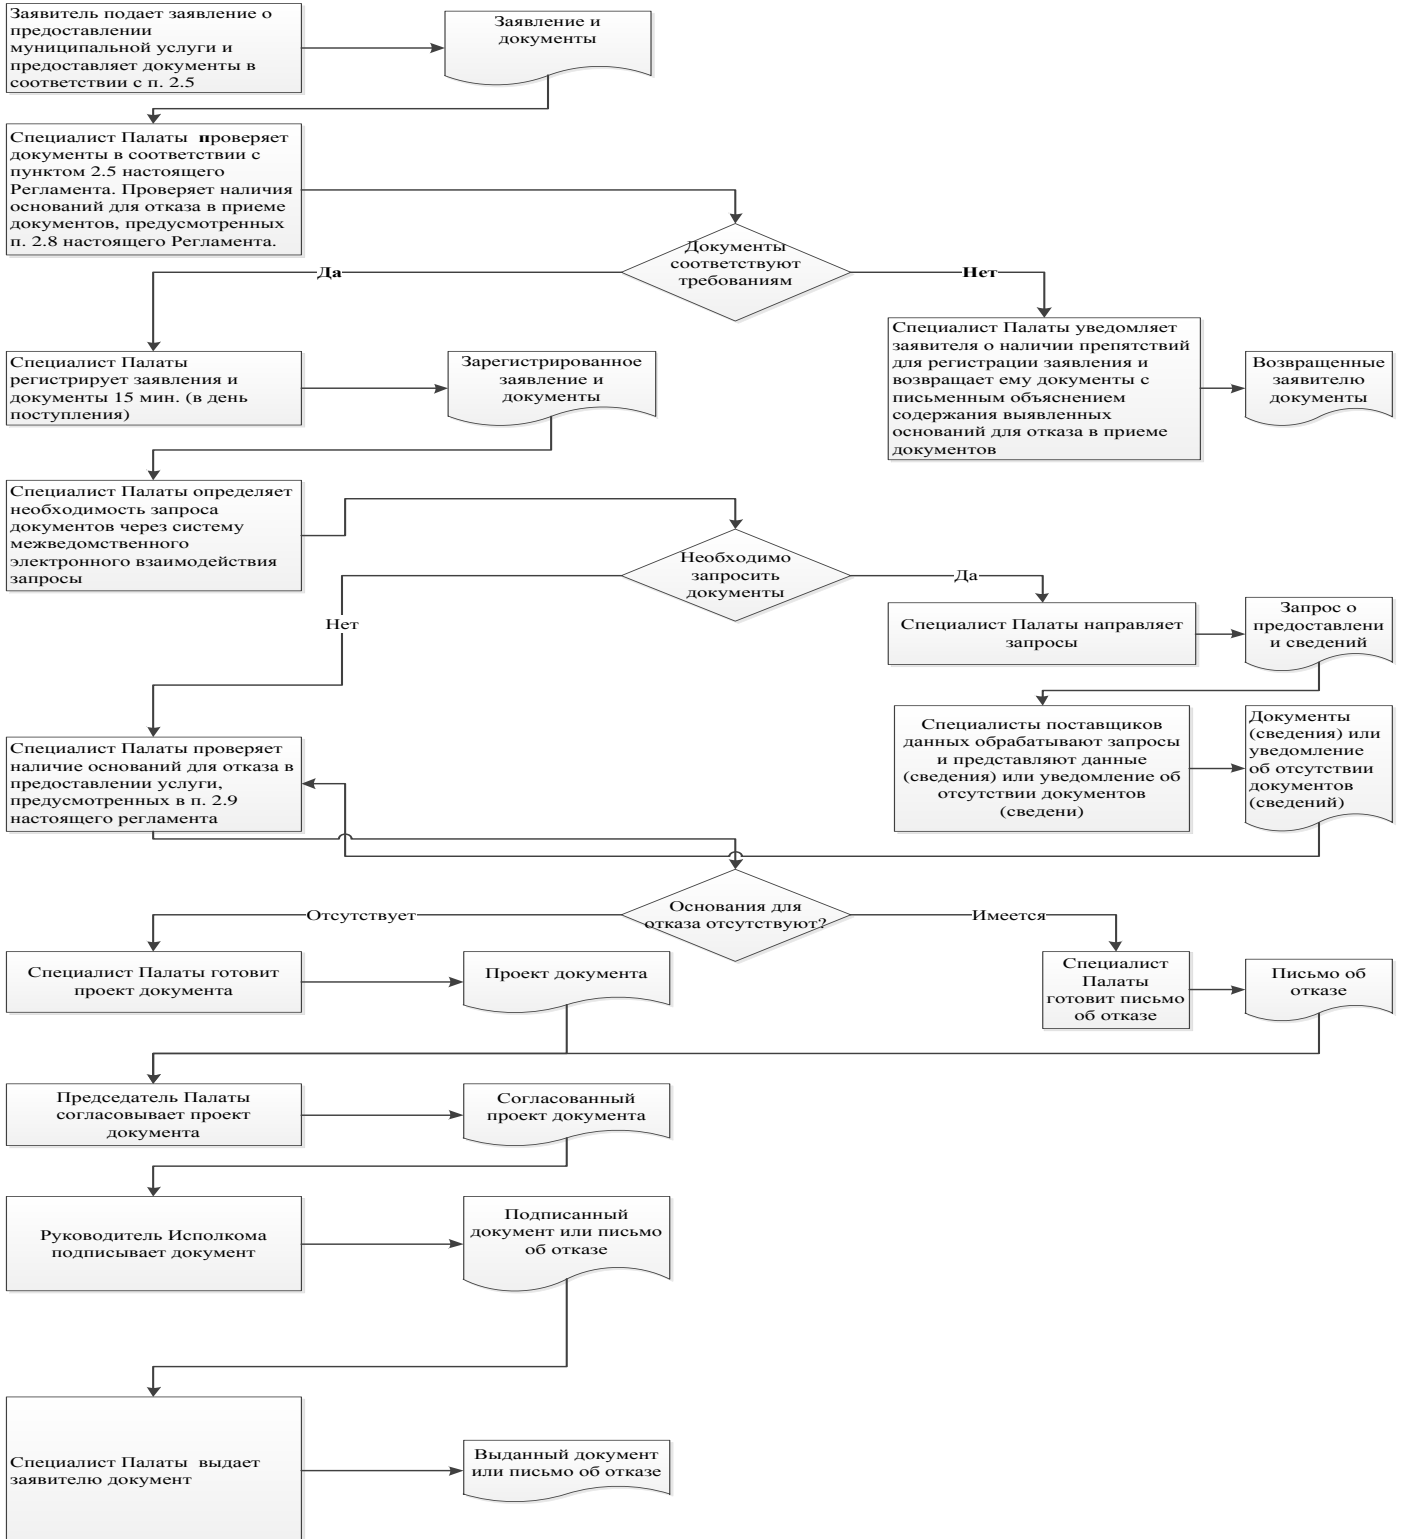 Заявитель подает заявление о
предоставлении
муниципальной услуги и
предоставляет документы в
соответствии с п. 2.5
Заявление и
документы
Специалист Палаты проверяет
документы в соответствии с
пунктом 2.5 настоящего
Регламента. Проверяет наличия
оснований для отказа в приеме
документов, предусмотренных
п. 2.8 настоящего Регламента.
Документы
соответствуют
требованиям
Да
Нет
Специалист Палаты
регистрирует заявления и
документы 15 мин. (в день
поступления)
Зарегистрированное
заявление и
документы
Специалист Палаты уведомляет
заявителя о наличии препятствий
для регистрации заявления и
возвращает ему документы с
письменным объяснением
содержания выявленных
оснований для отказа в приеме
документов
Возвращенные
заявителю
документы
Специалист Палаты определяет
необходимость запроса
документов через систему
межведомственного
электронного взаимодействия
запросы
Необходимо
запросить
документы
Да
Нет
Специалист Палаты направляет
запросы
Запрос о
предоставлени
и сведений
Специалист Палаты проверяет
наличие оснований для отказа в
предоставлении услуги,
предусмотренных в п. 2.9
настоящего регламента
Специалисты поставщиков
данных обрабатывают запросы
и представляют данные
(сведения) или уведомление об
отсутствии документов
(сведени)
Документы
(сведения) или
уведомление
об отсутствии
документов
(сведений)
Основания для
отказа отсутствуют?
Отсутствует
Имеется
Специалист Палаты готовит
проект документа
Проект документа
Специалист
Палаты
готовит письмо
об отказе
Письмо об
отказе
Председатель Палаты
согласовывает проект
документа
Согласованный
проект документа
Руководитель Исполкома
подписывает документ
Подписанный
документ или письмо
об отказе
Специалист Палаты выдает
заявителю документ
Выданный документ
или письмо об отказе